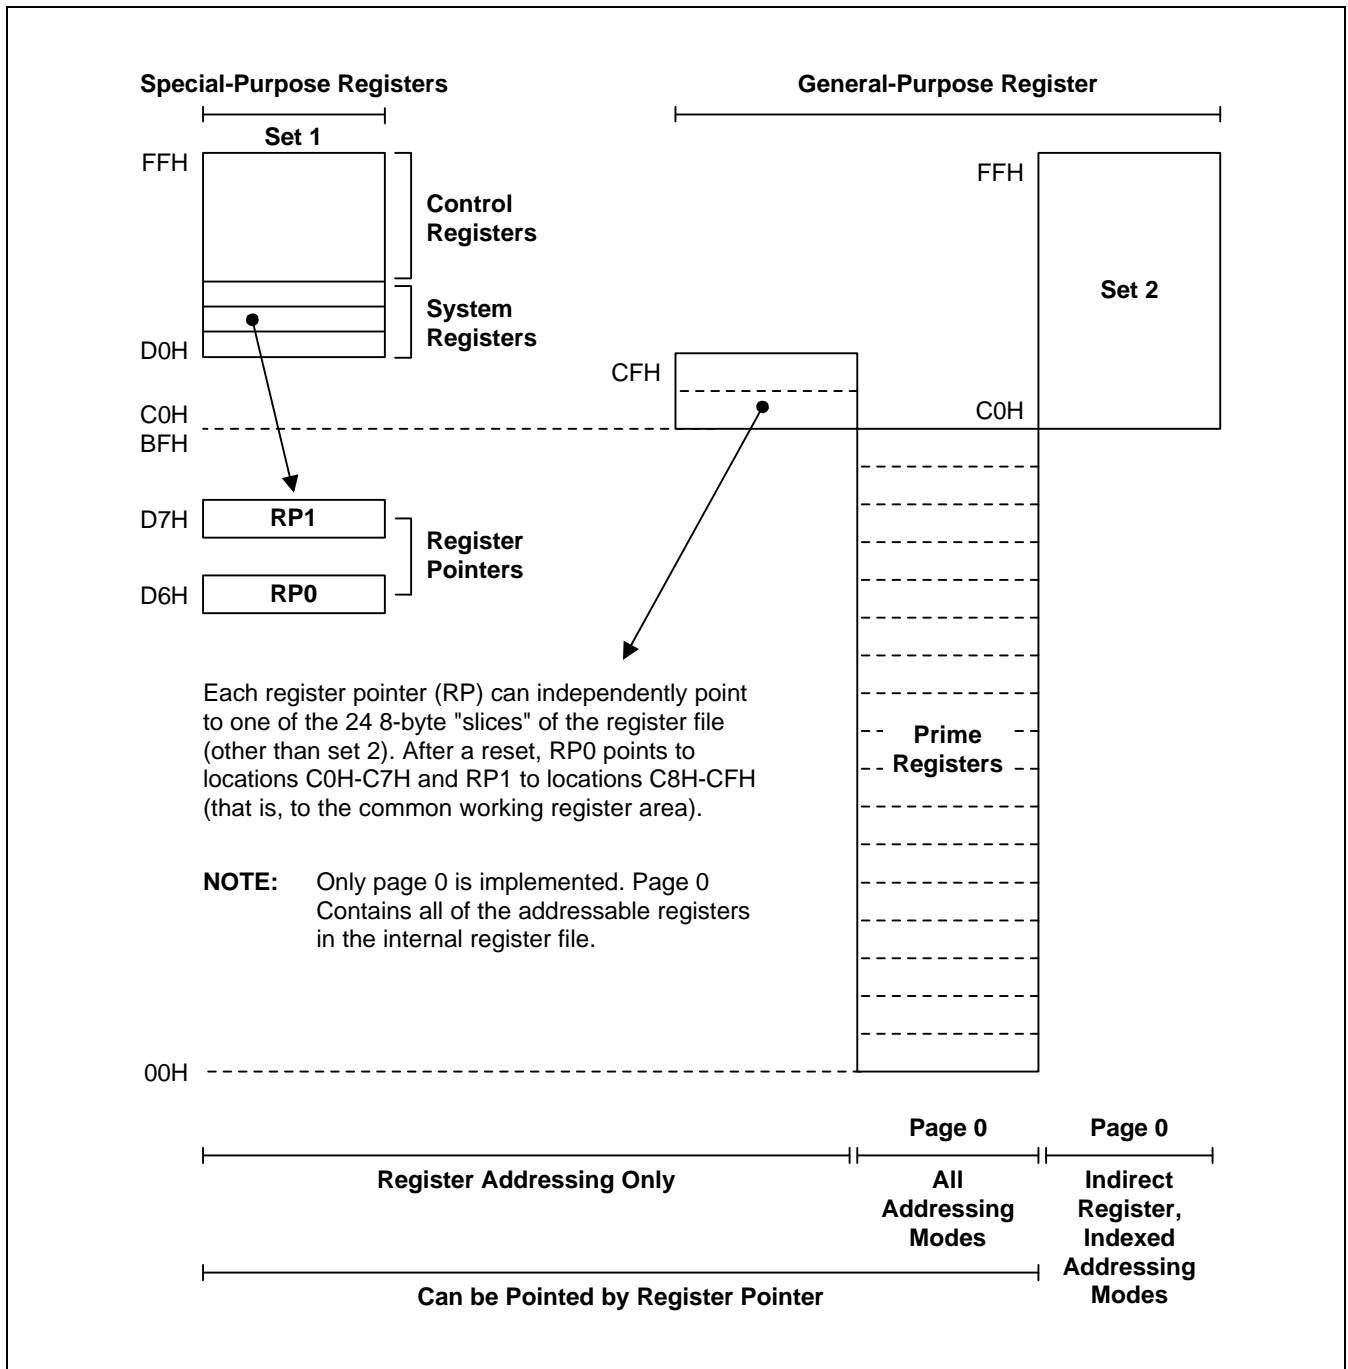 Special-Purpose Registers
General-Purpose Register
Set 1
FFH
Control
Registers
System
Registers
D0H
C0H
BFH
CFH
FFH
Set 2
C0H
D7H
RP1
Register
Pointers
D6H
RP0
Each register pointer (RP) can independently point
to one of the 24 8-byte "slices" of the register file
(other than set 2). After a reset, RP0 points to
locations C0H-C7H and RP1 to locations C8H-CFH
(that is, to the common working register area).
Prime
Registers
NOTE: Only page 0 is implemented. Page 0
Contains all of the addressable registers
in the internal register file.
00H
Page 0
Page 0
Register Addressing Only
All
Addressing
Modes
Indirect
Register,
Indexed
Addressing
Modes
Can be Pointed by Register Pointer